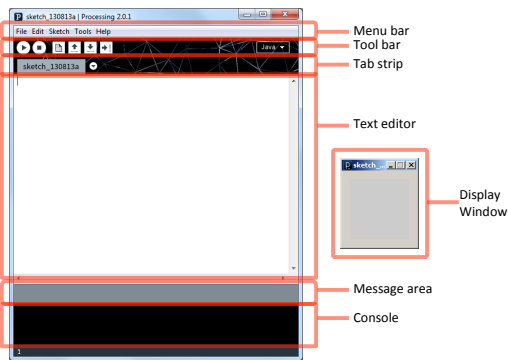 sketch_130813a | Processing 2.0.1
File Edit Sketch Tools Help
Menu bar
Java
Tool bar
sketch_130813a
Tab strip
Text editor
sketch_...
Display
Window
Message area
Console
1